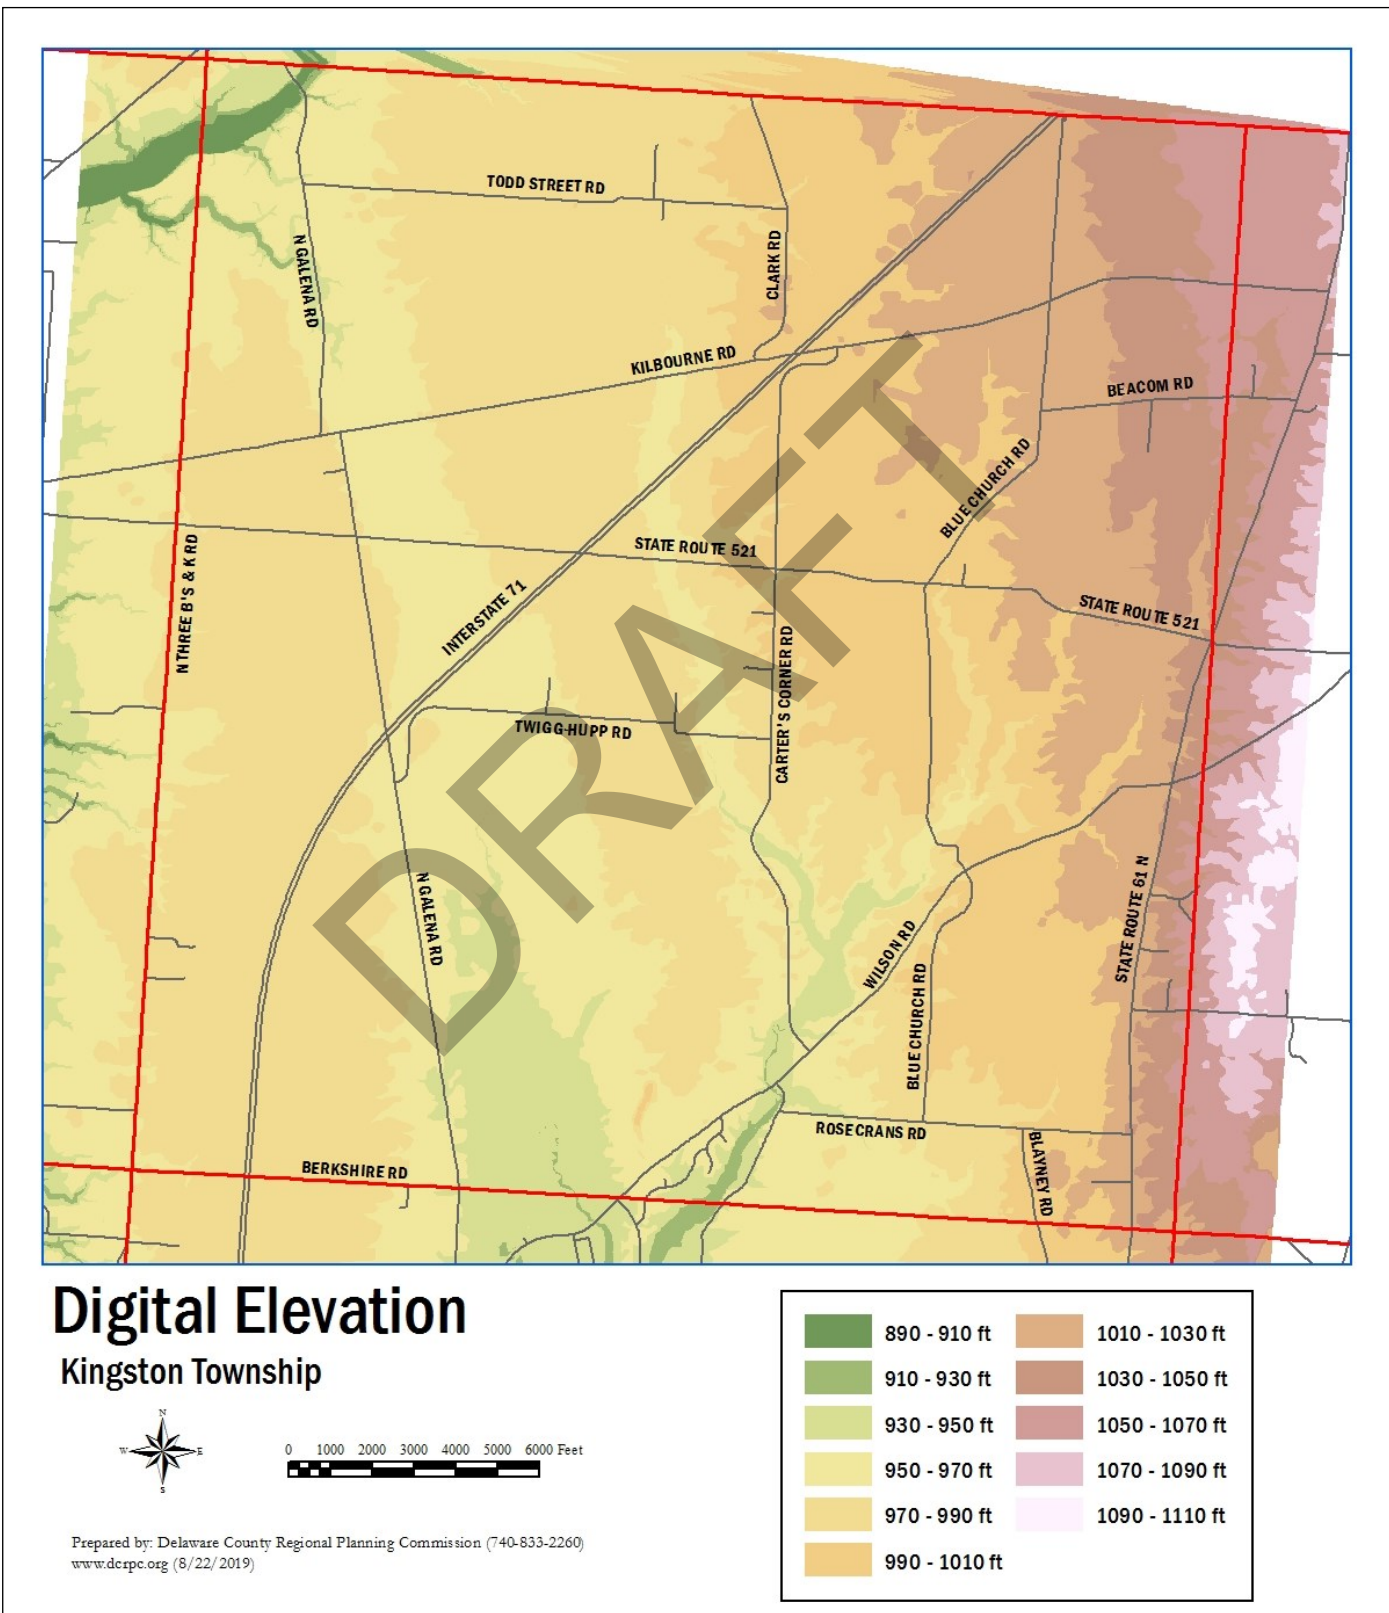 TODD STREET RD
N GALENA RD
CLARK RD
KILBOURNE RD
BEACOM RD
BLUE CHURCH RD
STATE ROUTE 521
N THREE B'S & K RD
INTERSTATE 71
STATE ROUTE 521
CARTER'S CORNER RD
TWIGG-HUPP RD
DRAFT
N GALENA RD
STATE ROUTE 61 N
WILSON RD
BLUE CHURCH RD
ROSECRANS RD
BLAYNEY RD
BERKSHIRE RD
Digital Elevation
Kingston Township
N
W
E
S
0 1000 2000 3000 4000 5000 6000 Feet
Prepared by: Delaware County Regional Planning Commission (740-833-2260)
www.dcrpc.org (8/22/2019)
890 - 910 ft
910 - 930 ft
930 - 950 ft
950 - 970 ft
970 - 990 ft
990 - 1010 ft
1010 - 1030 ft
1030 - 1050 ft
1050 - 1070 ft
1070 - 1090 ft
1090 - 1110 ft